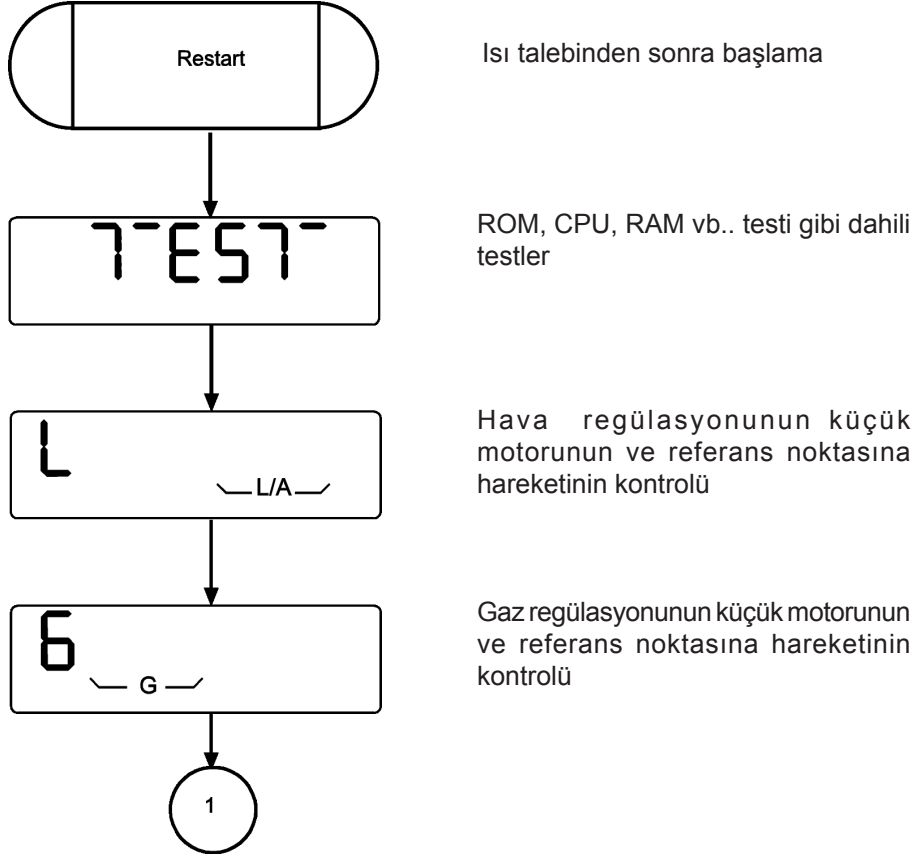 Restart
Isı talebinden sonra başlama
TEST
ROM, CPU, RAM vb.. testi gibi dahili
testler
L
L/A
Hava regülasyonunun küçük
motorunun ve referans noktasına
hareketinin kontrolü
6
G
Gaz regülasyonunun küçük motorunun
ve referans noktasına hareketinin
kontrolü
1